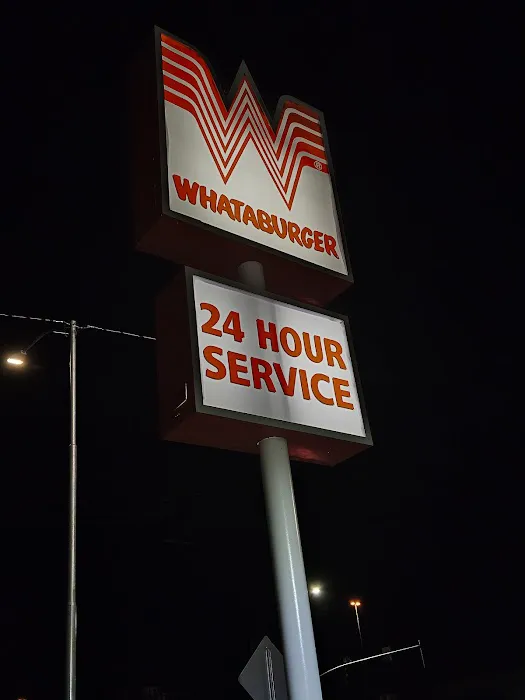 W
®
WHATABURGER
24 HOUR
SERVICE